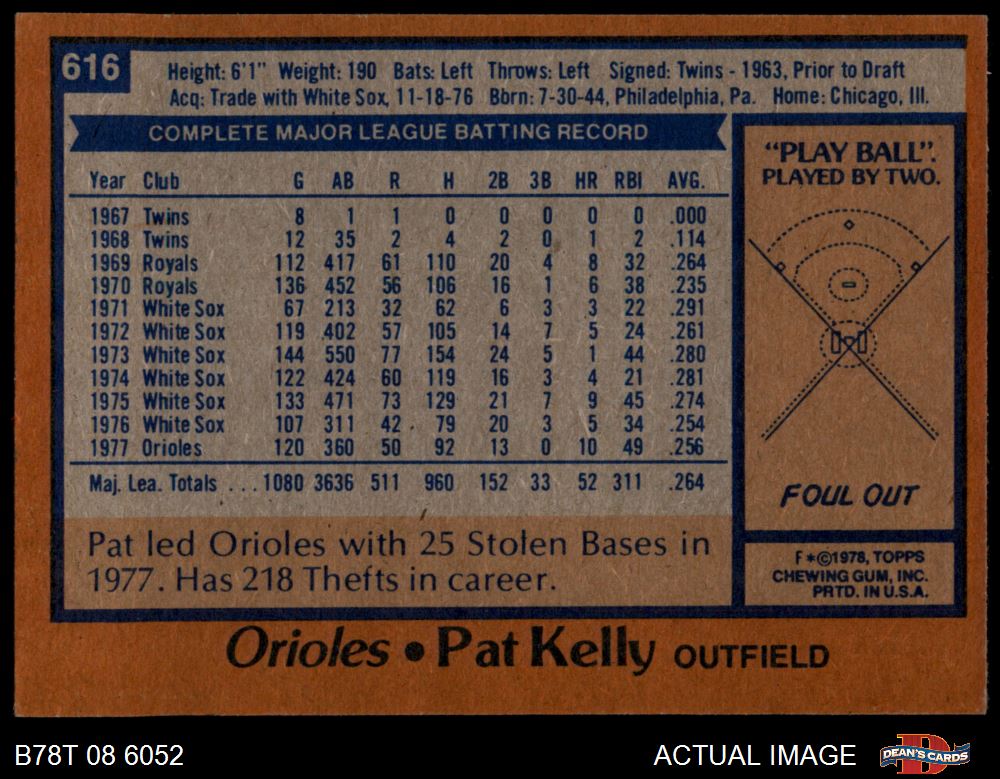 616
Height: 6'1" Weight: 190 Bats: Left Throws: Left Signed: Twins - 1963, Prior to Draft
Acq: Trade with White Sox, 11-18-76 Bbrn: 7-30-44, Philadelphia, Pa. Home: Chicago, Ill.
COMPLETE MAJOR LEAGUE BATTING RECORD
Year Club G AB R H 2B 3B HR RBI AVG.
1967 Twins 8 1 1 0 0 0 0 0 .000
1968 Twins 12 35 2 4 2 0 1 2 .114
1969 Royals 112 417 61 110 20 4 8 32 .264
1970 Royals 136 452 56 106 16 1 6 38 .235
1971 White Sox 67 213 32 62 6 3 3 22 .291
1972 White Sox 119 402 57 105 14 7 5 24 .261
1973 White Sox 144 550 77 154 24 5 1 44 .280
1974 White Sox 122 424 60 119 16 3 4 21 .281
1975 White Sox 133 471 73 129 21 7 9 45 .274
1976 White Sox 107 311 42 79 20 3 5 34 .254
1977 Orioles 120 360 50 92 13 0 10 49 .256
Maj. Lea. Totals ... 1080 3636 511 960 152 33 52 311 .264
Pat led Orioles with 25 Stolen Bases in
1977. Has 218 Thefts in career.
"PLAY BALL".
PLAYED BY TWO.
FOUL OUT
F*©1978, TOPPS
CHEWING GUM, INC.
PRTD. IN U.S.A.
Orioles • Pat Kelly OUTFIELD
B78T 08 6052
ACTUAL IMAGE
DEAN'S CARDS